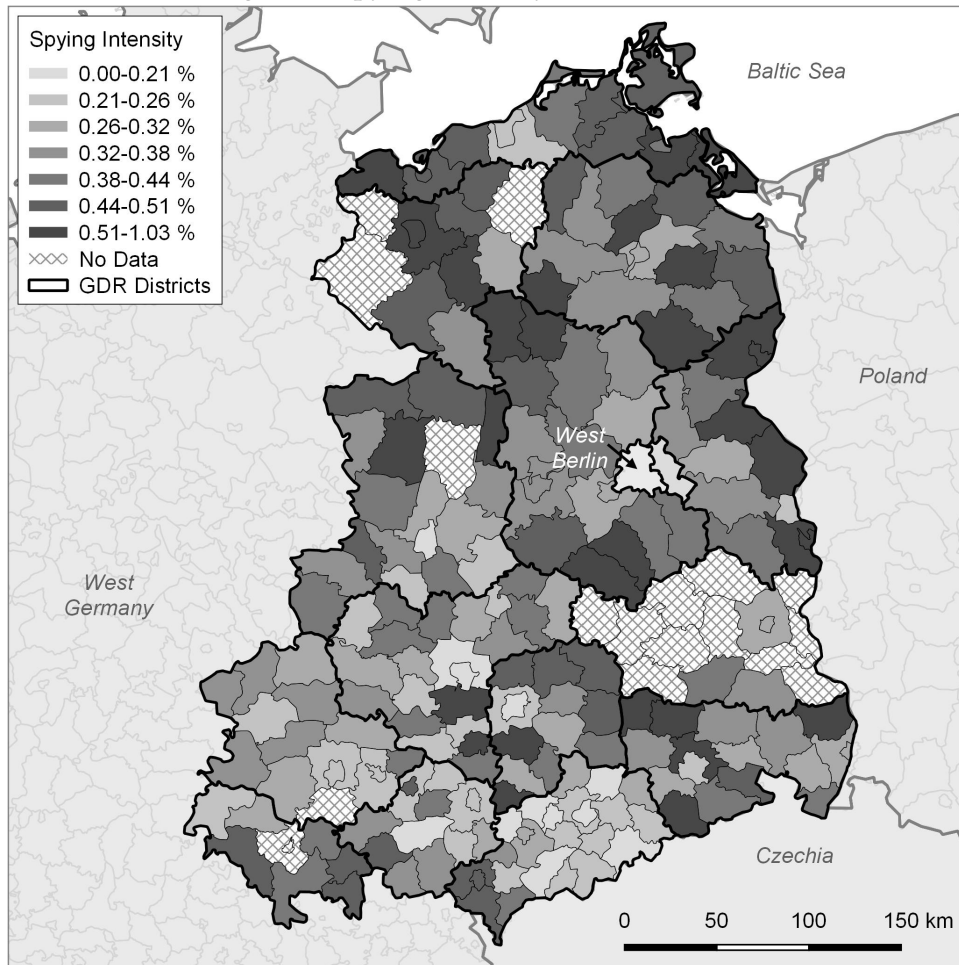 Spying Intensity
0.00-0.21 %
0.21-0.26 %
0.26-0.32 %
0.32-0.38 %
0.38-0.44 %
0.44-0.51 %
0.51-1.03 %
No Data
GDR Districts
Baltic Sea
Poland
West
Berlin
West
Germany
Czechia
0 50 100 150 km